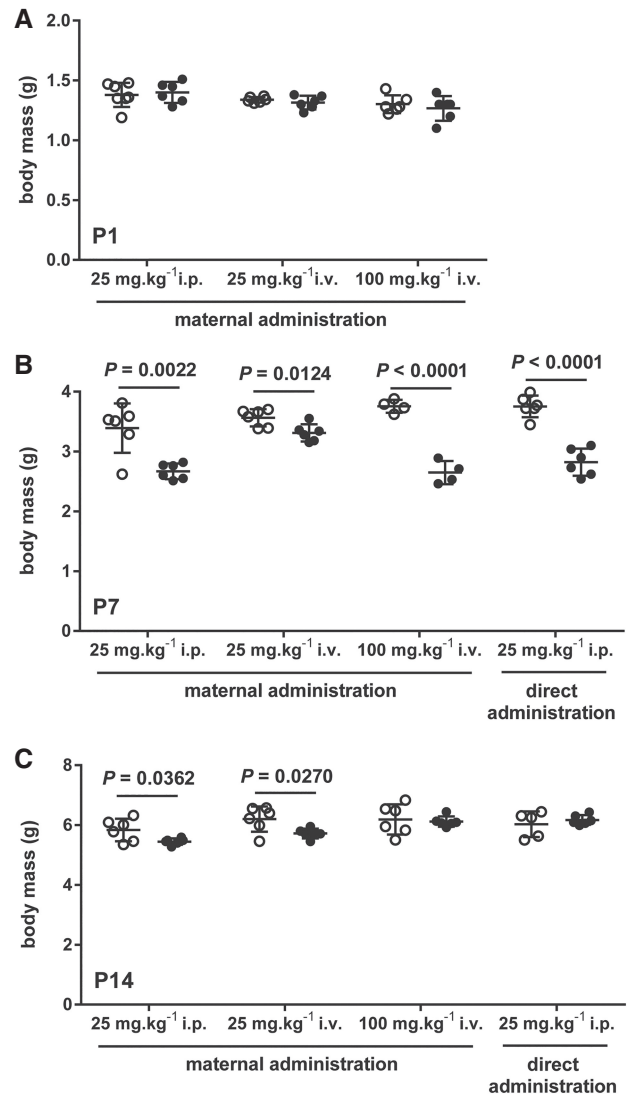 A
2.0
1.5
1.0
0.5
0.0
body mass (g)
P1
25 mg.kg⁻¹i.p. 25 mg.kg⁻¹i.v. 100 mg.kg⁻¹ i.v.
maternal administration
B
P = 0.0022 P = 0.0124 P < 0.0001 P < 0.0001
4
3
2
1
0
body mass (g)
P7
25 mg.kg⁻¹ i.p. 25 mg.kg⁻¹ i.v. 100 mg.kg⁻¹ i.v. 25 mg.kg⁻¹ i.p.
maternal administration
direct
administration
C
P = 0.0362 P = 0.0270
8
6
4
2
0
body mass (g)
P14
25 mg.kg⁻¹ i.p. 25 mg.kg⁻¹ i.v. 100 mg.kg⁻¹ i.v. 25 mg.kg⁻¹ i.p.
maternal administration
direct
administration